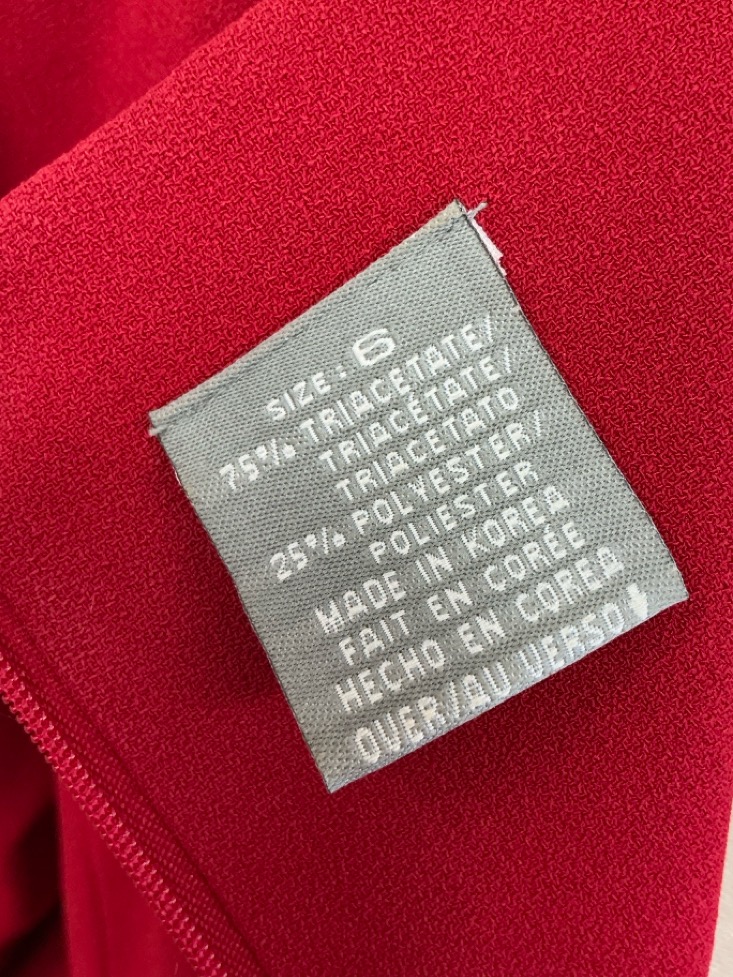 SIZE: 6
75% TRIACETATE/
TRIACÉTATE/
TRIACETATO
25% POLYESTER/
POLIESTER
MADE IN KOREA
FAIT EN CORÉE
HECHO EN COREA
OVER/AU VERSO